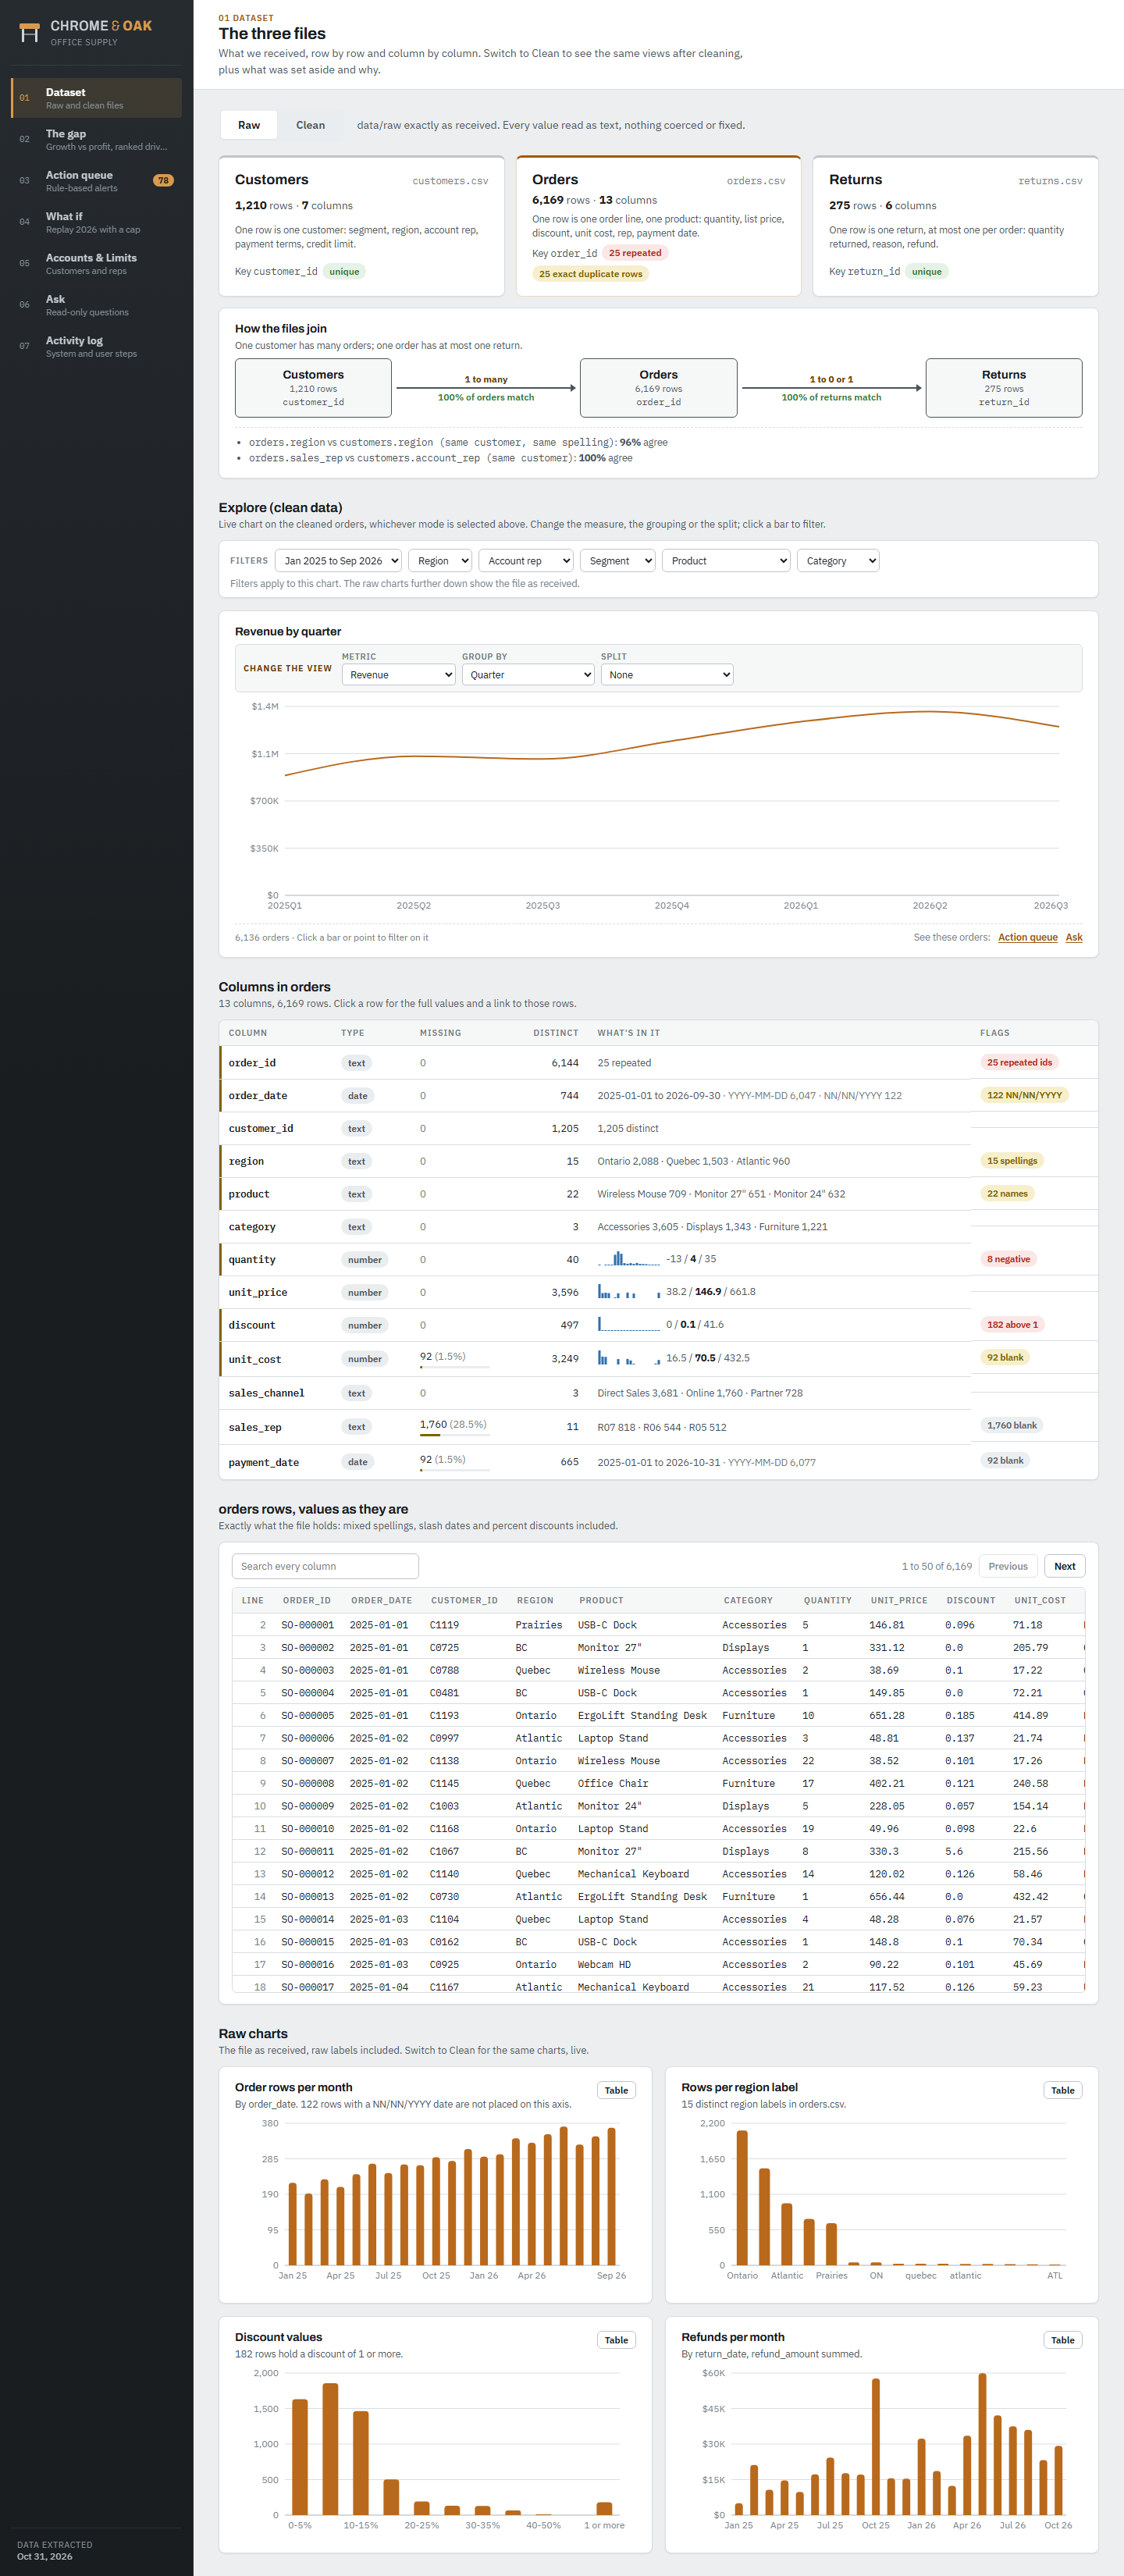 CHROME & OAK
OFFICE SUPPLY
01 Dataset
Raw and clean files
02 The gap
Growth vs profit, ranked driv...
03 Action queue 78
Rule-based alerts
04 What if
Replay 2026 with a cap
05 Accounts & Limits
Customers and reps
06 Ask
Read-only questions
07 Activity log
System and user steps
DATA EXTRACTED
Oct 31, 2026
01 DATASET
The three files
What we received, row by row and column by column. Switch to Clean to see the same views after cleaning,
plus what was set aside and why.
Raw Clean data/raw exactly as received. Every value read as text, nothing coerced or fixed.
Customers customers.csv
1,210 rows · 7 columns
One row is one customer: segment, region, account rep,
payment terms, credit limit.
Key customer_id unique
Orders orders.csv
6,169 rows · 13 columns
One row is one order line, one product: quantity, list price,
discount, unit cost, rep, payment date.
Key order_id 25 repeated
25 exact duplicate rows
Returns returns.csv
275 rows · 6 columns
One row is one return, at most one per order: quantity
returned, reason, refund.
Key return_id unique
How the files join
One customer has many orders; one order has at most one return.
Customers
1,210 rows
customer_id
1 to many
100% of orders match
Orders
6,169 rows
order_id
1 to 0 or 1
100% of returns match
Returns
275 rows
return_id
• orders.region vs customers.region (same customer, same spelling): 96% agree
• orders.sales_rep vs customers.account_rep (same customer): 100% agree
Explore (clean data)
Live chart on the cleaned orders, whichever mode is selected above. Change the measure, the grouping or the split; click a bar to filter.
FILTERS Jan 2025 to Sep 2026 Region Account rep Segment Product Category
Filters apply to this chart. The raw charts further down show the file as received.
Revenue by quarter
CHANGE THE VIEW
METRIC GROUP BY SPLIT
Revenue Quarter None
$1.4M
$1.1M
$700K
$350K
$0
2025Q1 2025Q2 2025Q3 2025Q4 2026Q1 2026Q2 2026Q3
6,136 orders · Click a bar or point to filter on it See these orders: Action queue Ask
Columns in orders
13 columns, 6,169 rows. Click a row for the full values and a link to those rows.
COLUMN TYPE MISSING DISTINCT WHAT'S IN IT FLAGS
order_id text 0 6,144 25 repeated 25 repeated ids
order_date date 0 744 2025-01-01 to 2026-09-30 · YYYY-MM-DD 6,047 · NN/NN/YYYY 122 122 NN/NN/YYYY
customer_id text 0 1,205 1,205 distinct
region text 0 15 Ontario 2,088 · Quebec 1,503 · Atlantic 960 15 spellings
product text 0 22 Wireless Mouse 709 · Monitor 27" 651 · Monitor 24" 632 22 names
category text 0 3 Accessories 3,605 · Displays 1,343 · Furniture 1,221
quantity number 0 40 -13 / 4 / 35 8 negative
unit_price number 0 3,596 38.2 / 146.9 / 661.8
discount number 0 497 0 / 0.1 / 41.6 182 above 1
unit_cost number 92 (1.5%) 3,249 16.5 / 70.5 / 432.5 92 blank
sales_channel text 0 3 Direct Sales 3,681 · Online 1,760 · Partner 728
sales_rep text 1,760 (28.5%) 11 R07 818 · R06 544 · R05 512 1,760 blank
payment_date date 92 (1.5%) 665 2025-01-01 to 2026-10-31 · YYYY-MM-DD 6,077 92 blank
orders rows, values as they are
Exactly what the file holds: mixed spellings, slash dates and percent discounts included.
Search every column 1 to 50 of 6,169 Previous Next
LINE ORDER_ID ORDER_DATE CUSTOMER_ID REGION PRODUCT CATEGORY QUANTITY UNIT_PRICE DISCOUNT UNIT_COST
2 SO-000001 2025-01-01 C1119 Prairies USB-C Dock Accessories 5 146.81 0.096 71.18
3 SO-000002 2025-01-01 C0725 BC Monitor 27" Displays 1 331.12 0.0 205.79
4 SO-000003 2025-01-01 C0788 Quebec Wireless Mouse Accessories 2 38.69 0.1 17.22
5 SO-000004 2025-01-01 C0481 BC USB-C Dock Accessories 1 149.85 0.0 72.21
6 SO-000005 2025-01-01 C1193 Ontario ErgoLift Standing Desk Furniture 10 651.28 0.185 414.89
7 SO-000006 2025-01-02 C0997 Atlantic Laptop Stand Accessories 3 48.81 0.137 21.74
8 SO-000007 2025-01-02 C1138 Ontario Wireless Mouse Accessories 22 38.52 0.101 17.26
9 SO-000008 2025-01-02 C1145 Quebec Office Chair Furniture 17 402.21 0.121 240.58
10 SO-000009 2025-01-02 C1003 Atlantic Monitor 24" Displays 5 228.05 0.057 154.14
11 SO-000010 2025-01-02 C1168 Ontario Laptop Stand Accessories 19 49.96 0.098 22.6
12 SO-000011 2025-01-02 C1067 BC Monitor 27" Displays 8 330.3 5.6 215.56
13 SO-000012 2025-01-02 C1140 Quebec Mechanical Keyboard Accessories 14 120.02 0.126 58.46
14 SO-000013 2025-01-02 C0730 Atlantic ErgoLift Standing Desk Furniture 1 656.44 0.0 432.42
15 SO-000014 2025-01-03 C1104 Quebec Laptop Stand Accessories 4 48.28 0.076 21.57
16 SO-000015 2025-01-03 C0162 BC USB-C Dock Accessories 1 148.8 0.1 70.34
17 SO-000016 2025-01-03 C0925 Ontario Webcam HD Accessories 2 90.22 0.101 45.69
18 SO-000017 2025-01-04 C1167 Atlantic Mechanical Keyboard Accessories 21 117.52 0.126 59.23
Raw charts
The file as received, raw labels included. Switch to Clean for the same charts, live.
Order rows per month Table
By order_date. 122 rows with a NN/NN/YYYY date are not placed on this axis.
380
285
190
95
0
Jan 25 Apr 25 Jul 25 Oct 25 Jan 26 Apr 26 Sep 26
Rows per region label Table
15 distinct region labels in orders.csv.
2,200
1,650
1,100
550
0
Ontario Atlantic Prairies ON quebec atlantic ATL
Discount values Table
182 rows hold a discount of 1 or more.
2,000
1,500
1,000
500
0
0-5% 10-15% 20-25% 30-35% 40-50% 1 or more
Refunds per month Table
By return_date, refund_amount summed.
$60K
$45K
$30K
$15K
$0
Jan 25 Apr 25 Jul 25 Oct 25 Jan 26 Apr 26 Jul 26 Oct 26